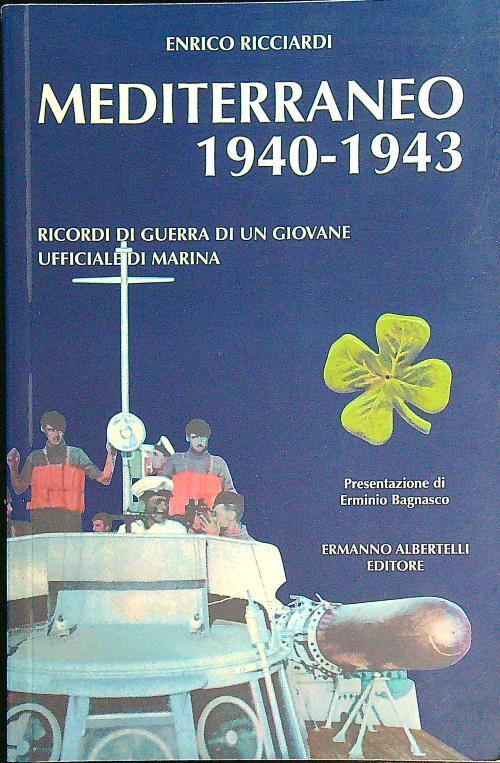 ENRICO RICCIARDI
MEDITERRANEO
1940-1943
RICORDI DI GUERRA DI UN GIOVANE
UFFICIALE DI MARINA
Presentazione di
Erminio Bagnasco
ERMANNO ALBERTELLI
EDITORE